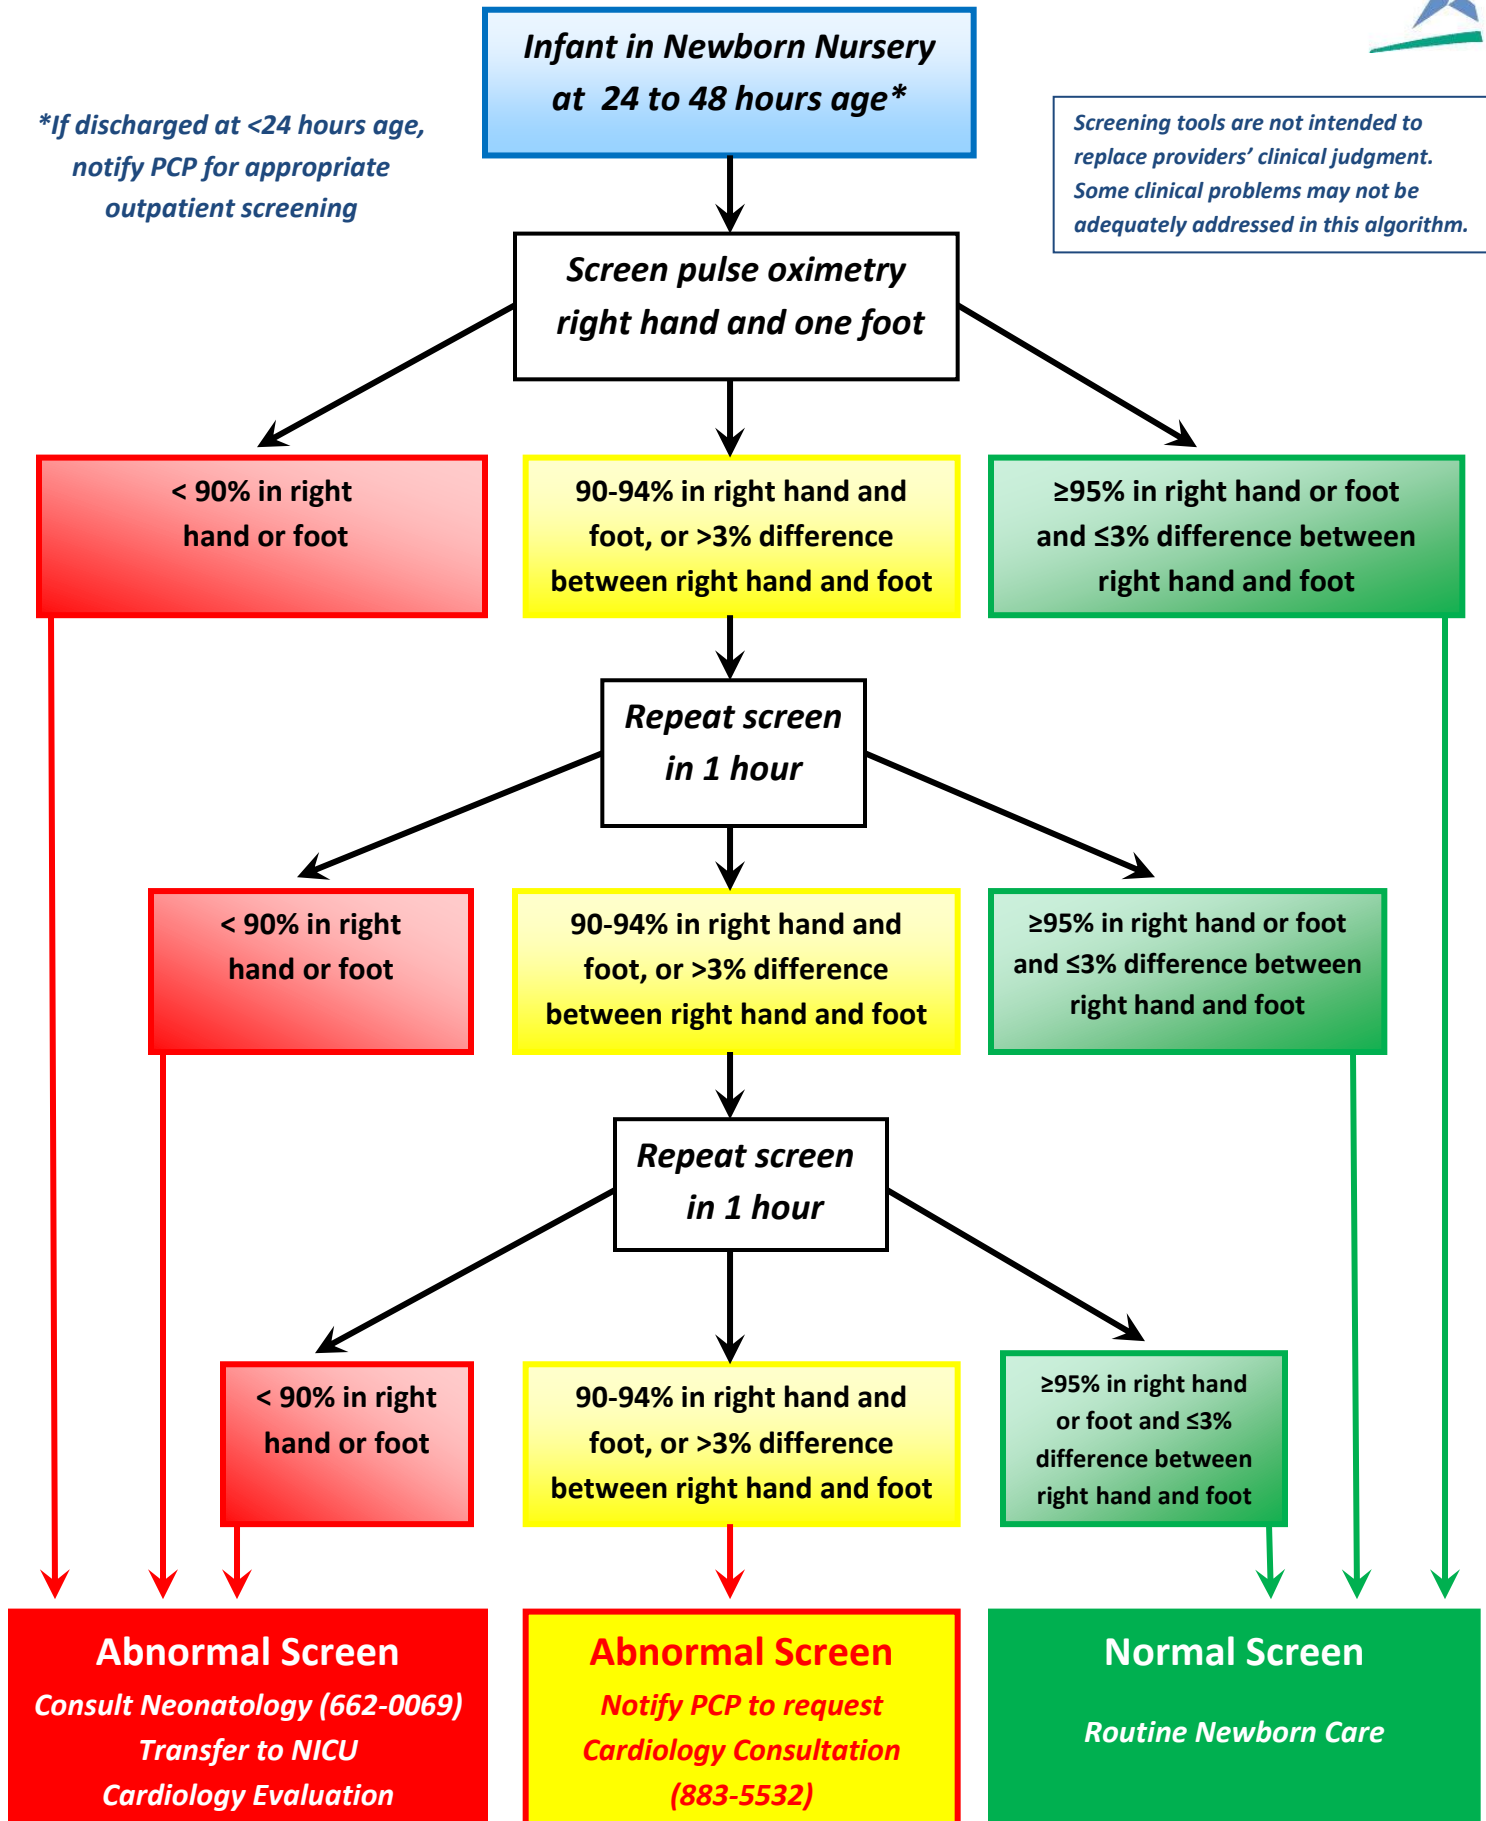 Infant in Newborn Nursery
at 24 to 48 hours age*
*If discharged at <24 hours age,
notify PCP for appropriate
outpatient screening
Screening tools are not intended to
replace providers’ clinical judgment.
Some clinical problems may not be
adequately addressed in this algorithm.
Screen pulse oximetry
right hand and one foot
< 90% in right
hand or foot
90-94% in right hand and
foot, or >3% difference
between right hand and foot
≥95% in right hand or foot
and ≤3% difference between
right hand and foot
Repeat screen
in 1 hour
< 90% in right
hand or foot
90-94% in right hand and
foot, or >3% difference
between right hand and foot
≥95% in right hand or foot
and ≤3% difference between
right hand and foot
Repeat screen
in 1 hour
< 90% in right
hand or foot
90-94% in right hand and
foot, or >3% difference
between right hand and foot
≥95% in right hand
or foot and ≤3%
difference between
right hand and foot
Abnormal Screen
Consult Neonatology (662-0069)
Transfer to NICU
Cardiology Evaluation
Abnormal Screen
Notify PCP to request
Cardiology Consultation
(883-5532)
Normal Screen
Routine Newborn Care